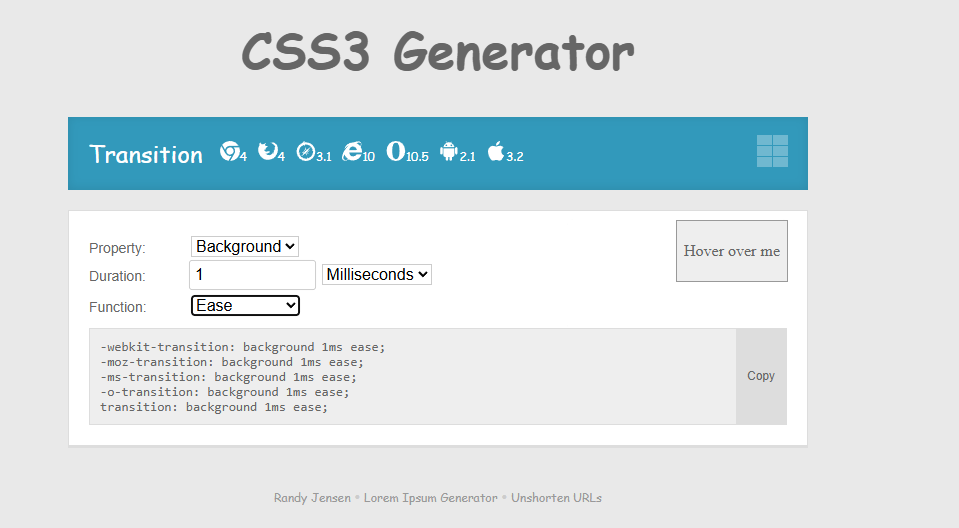 CSS3 Generator
Transition 4 4 3.1 10 10.5 2.1 3.2
Hover over me
Property: Background
Duration: 1 Milliseconds
Function: Ease
-webkit-transition: background 1ms ease;
-moz-transition: background 1ms ease;
-ms-transition: background 1ms ease;
-o-transition: background 1ms ease;
transition: background 1ms ease;
Copy
Randy Jensen • Lorem Ipsum Generator • Unshorten URLs